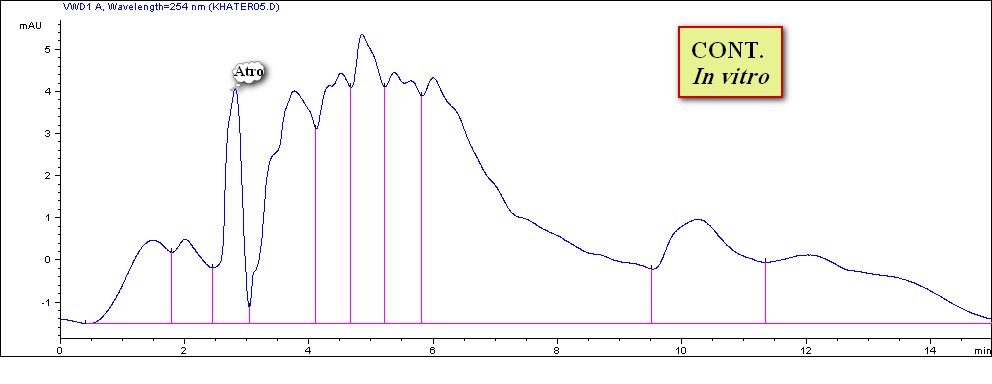 VWD1 A, Wavelength=254 nm (KHATER05.D)
mAU
5
4
3
2
1
0
-1
Atro
CONT.
In vitro
0 2 4 6 8 10 12 14 min